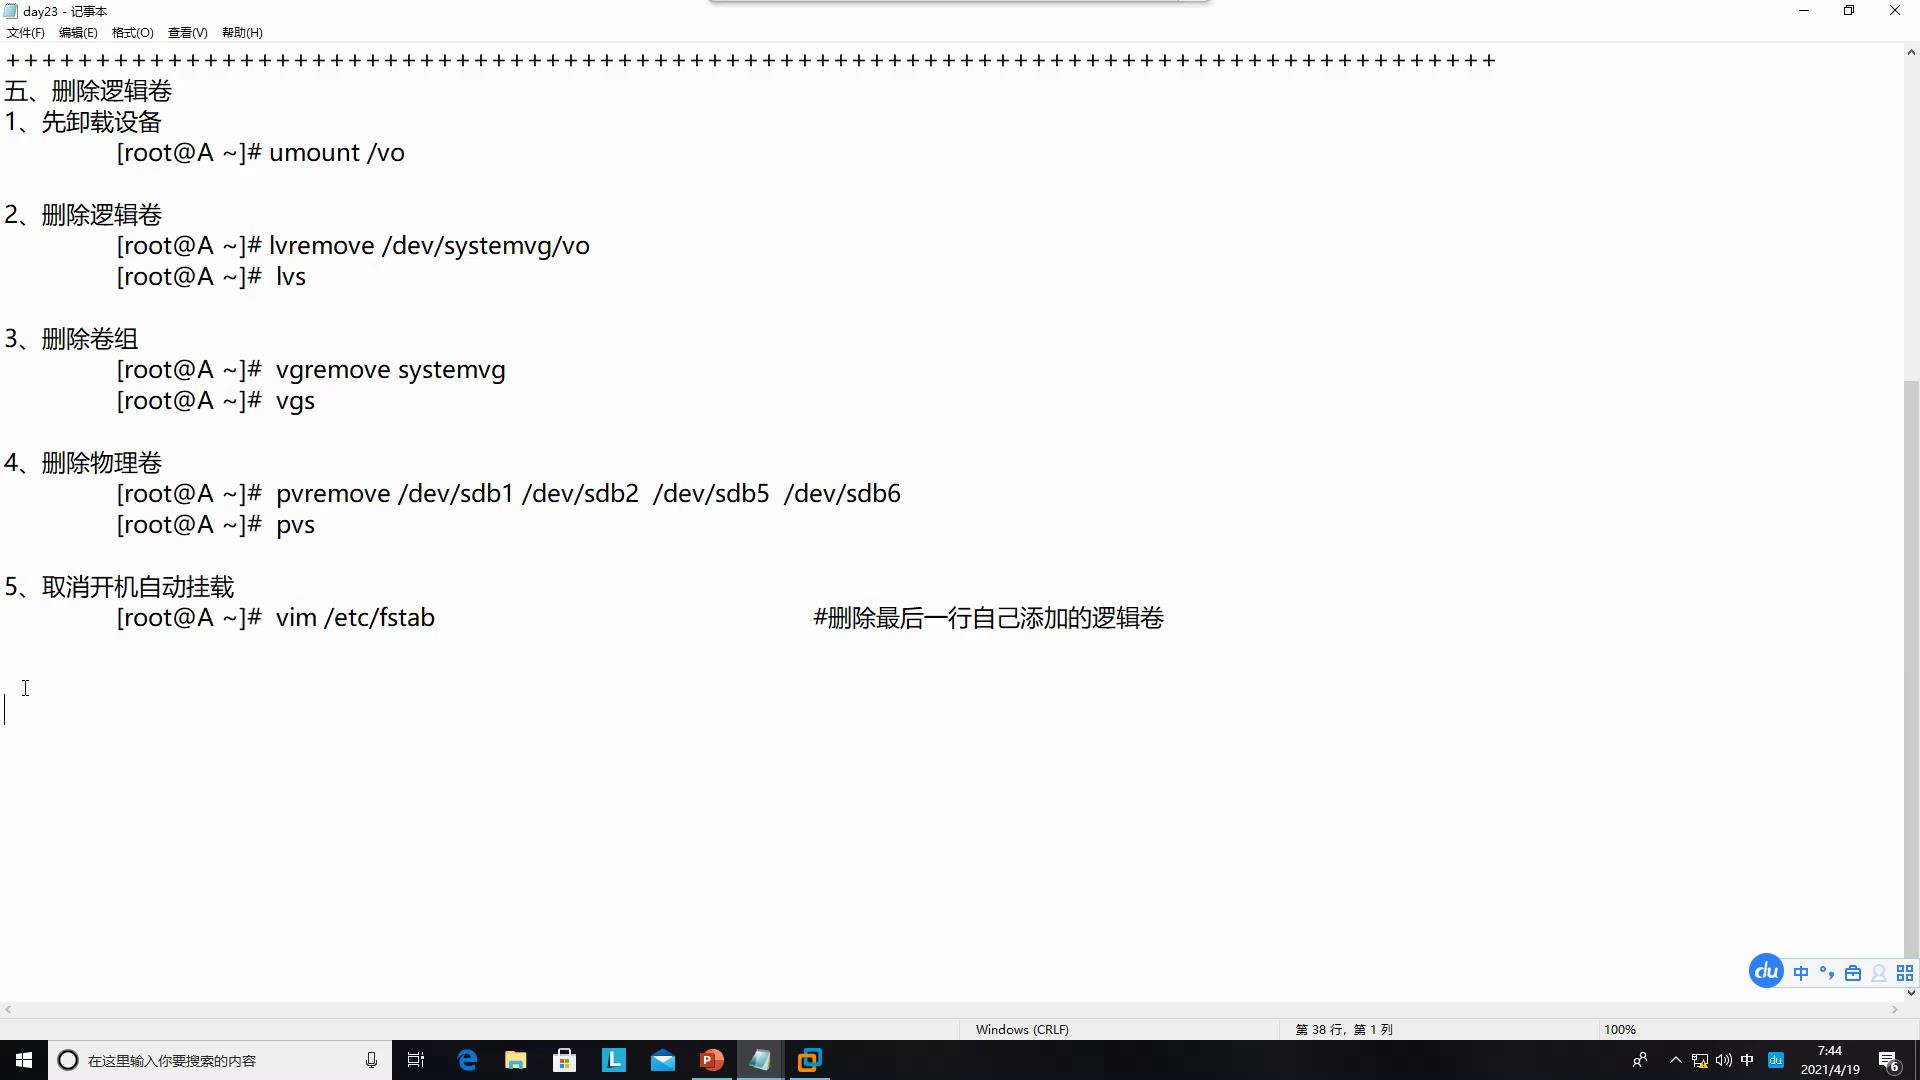 day23 - 记事本
文件(F) 编辑(E) 格式(O) 查看(V) 帮助(H)
+++++++++++++++++++++++++++++++++++++++++++++++++++++++++++++++++++++++++++++++++++
五、删除逻辑卷
1、先卸载设备
[root@A ~]# umount /vo
2、删除逻辑卷
[root@A ~]# lvremove /dev/systemvg/vo
[root@A ~]#  lvs
3、删除卷组
[root@A ~]#  vgremove systemvg
[root@A ~]#  vgs
4、删除物理卷
[root@A ~]#  pvremove /dev/sdb1 /dev/sdb2  /dev/sdb5  /dev/sdb6
[root@A ~]#  pvs
5、取消开机自动挂载
[root@A ~]#  vim /etc/fstab #删除最后一行自己添加的逻辑卷
du 中 °,
Windows (CRLF) 第 38 行，第 1 列 100%
在这里输入你要搜索的内容 L P 中 du 7:44
2021/4/19 6